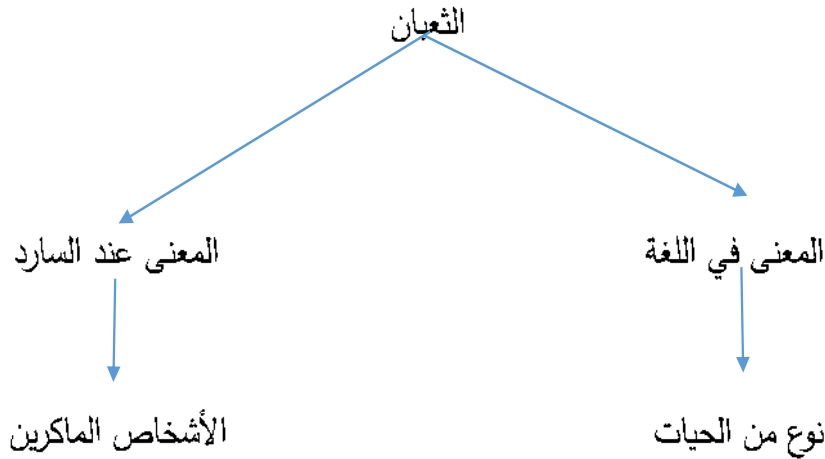 الثعبان
المعنى في اللغة
المعنى عند السارد
نوع من الحيات
الأشخاص الماكرين